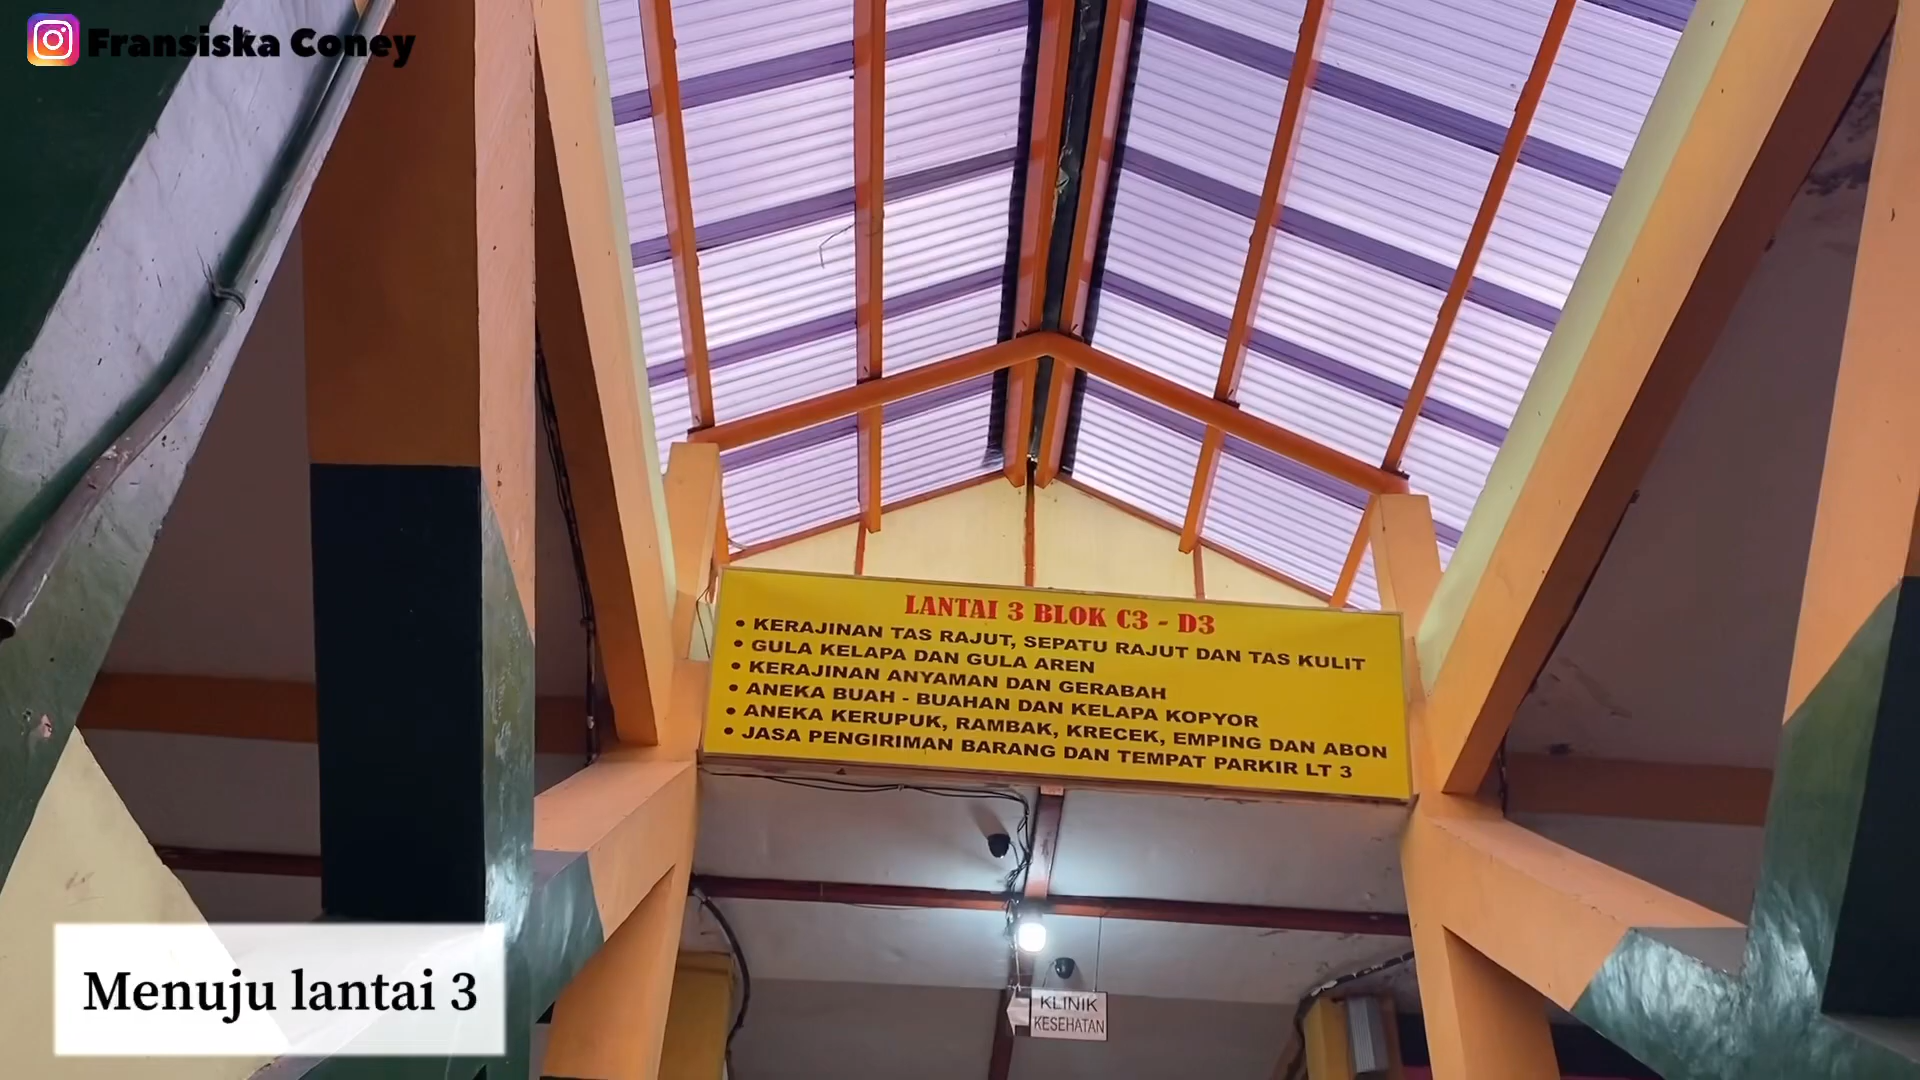 Fransiska Coney
LANTAI 3 BLOK C3 - D3
• KERAJINAN TAS RAJUT, SEPATU RAJUT DAN TAS KULIT
• GULA KELAPA DAN GULA AREN
• KERAJINAN ANYAMAN DAN GERABAH
• ANEKA BUAH - BUAHAN DAN KELAPA KOPYOR
• ANEKA KERUPUK, RAMBAK, KRECEK, EMPING DAN ABON
• JASA PENGIRIMAN BARANG DAN TEMPAT PARKIR LT 3
KLINIK
KESEHATAN
Menuju lantai 3